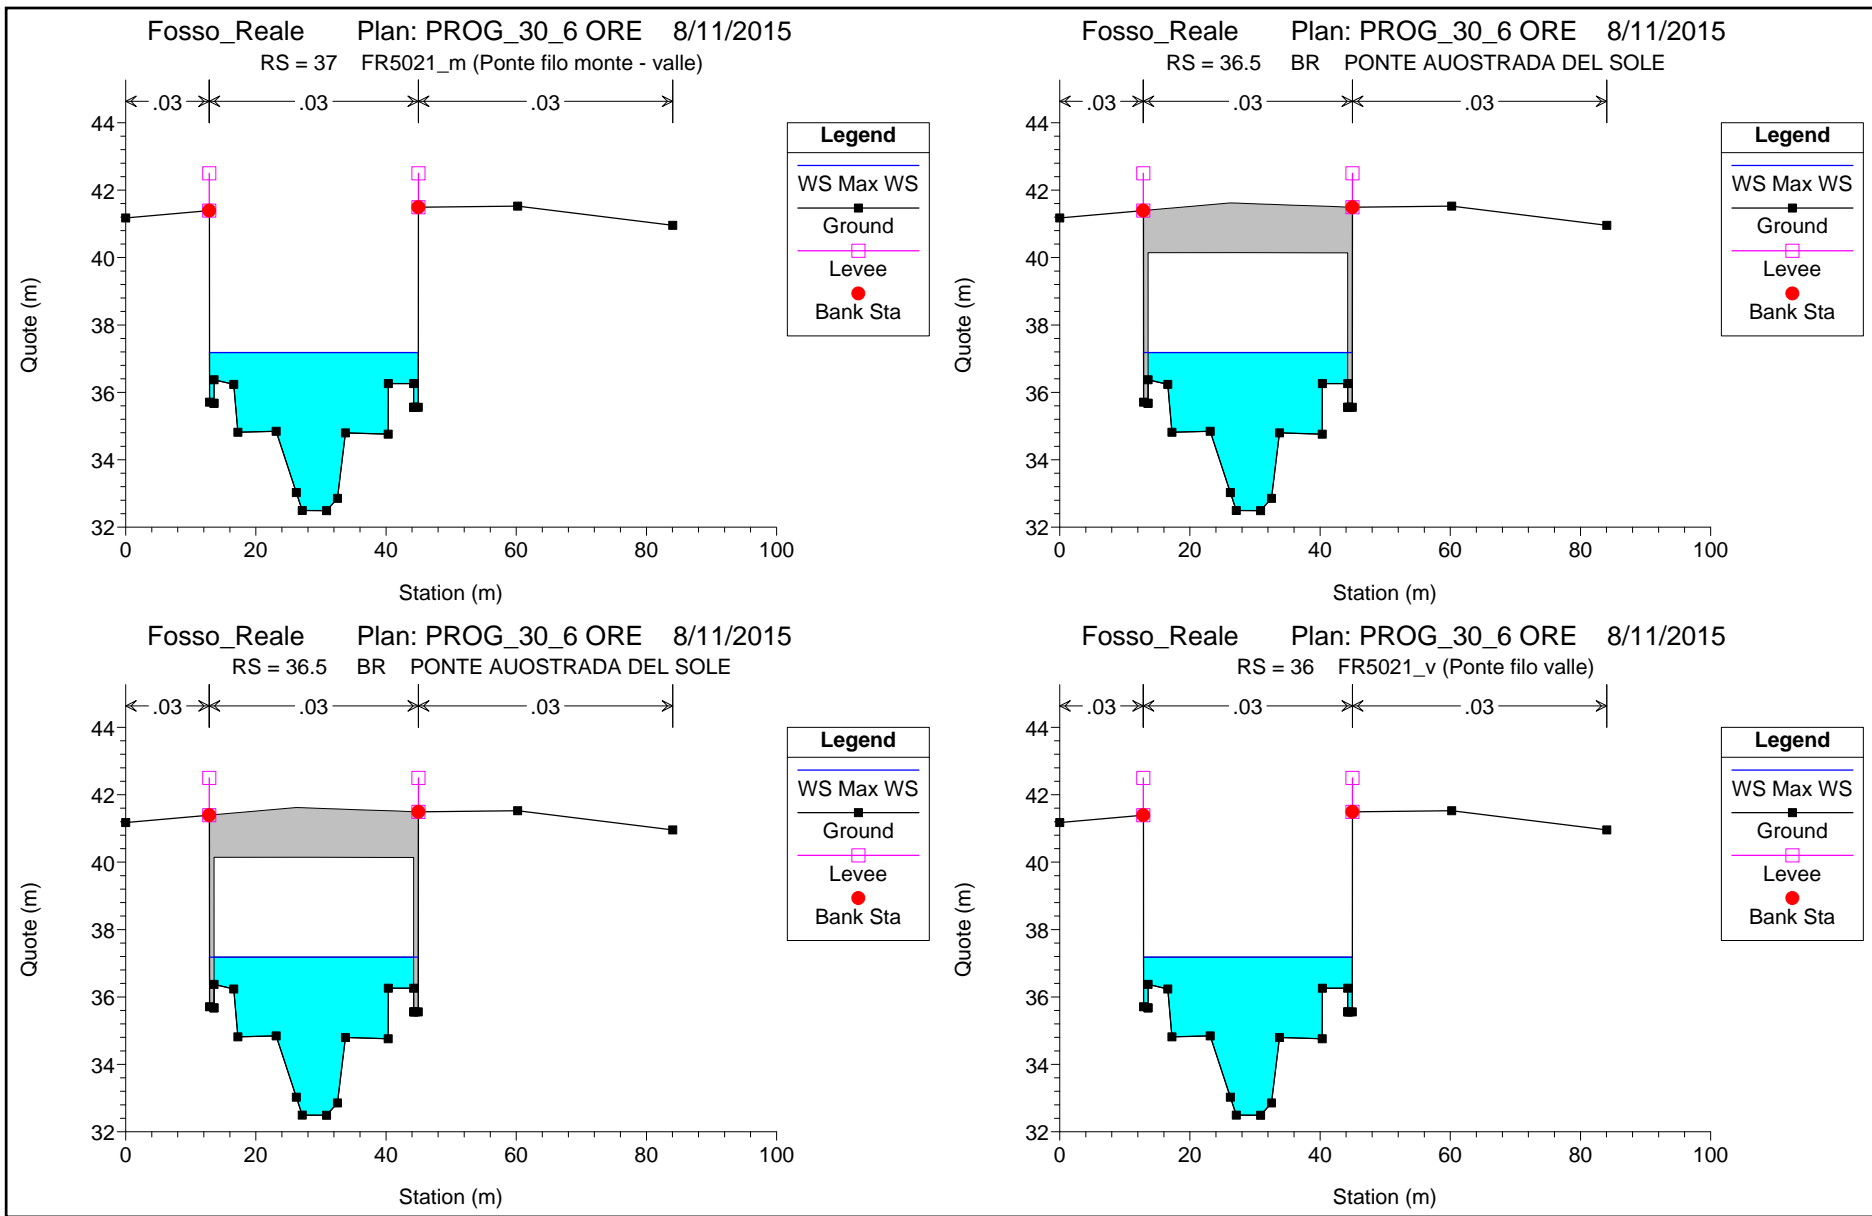 Fosso_Reale Plan: PROG_30_6 ORE 8/11/2015
RS = 37 FR5021_m (Ponte filo monte - valle)
.03 .03 .03
44
42
40
38
36
34
32
0 20 40 60 80 100
Quote (m)
Station (m)
Legend
WS Max WS
Ground
Levee
Bank Sta
Fosso_Reale Plan: PROG_30_6 ORE 8/11/2015
RS = 36.5 BR PONTE AUOSTRADA DEL SOLE
.03 .03 .03
44
42
40
38
36
34
32
0 20 40 60 80 100
Quote (m)
Station (m)
Legend
WS Max WS
Ground
Levee
Bank Sta
Fosso_Reale Plan: PROG_30_6 ORE 8/11/2015
RS = 36.5 BR PONTE AUOSTRADA DEL SOLE
.03 .03 .03
44
42
40
38
36
34
32
0 20 40 60 80 100
Quote (m)
Station (m)
Legend
WS Max WS
Ground
Levee
Bank Sta
Fosso_Reale Plan: PROG_30_6 ORE 8/11/2015
RS = 36 FR5021_v (Ponte filo valle)
.03 .03 .03
44
42
40
38
36
34
32
0 20 40 60 80 100
Quote (m)
Station (m)
Legend
WS Max WS
Ground
Levee
Bank Sta